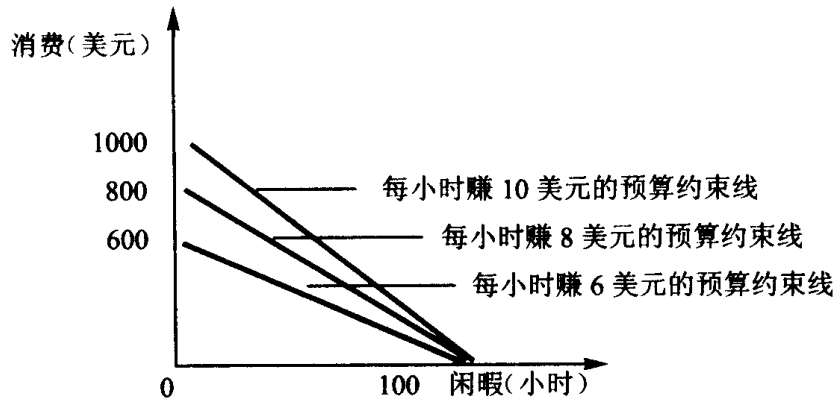 消费(美元)
1000
800
600
每小时赚 10 美元的预算约束线
每小时赚 8 美元的预算约束线
每小时赚 6 美元的预算约束线
0
100
闲暇(小时)